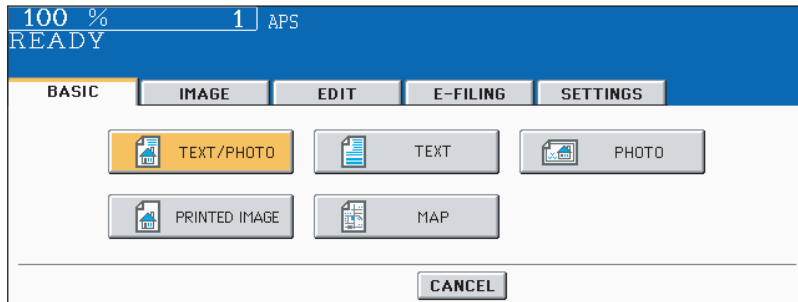 100 % 1 APS
READY
BASIC IMAGE EDIT E-FILING SETTINGS
TEXT/PHOTO TEXT PHOTO
PRINTED IMAGE MAP
CANCEL